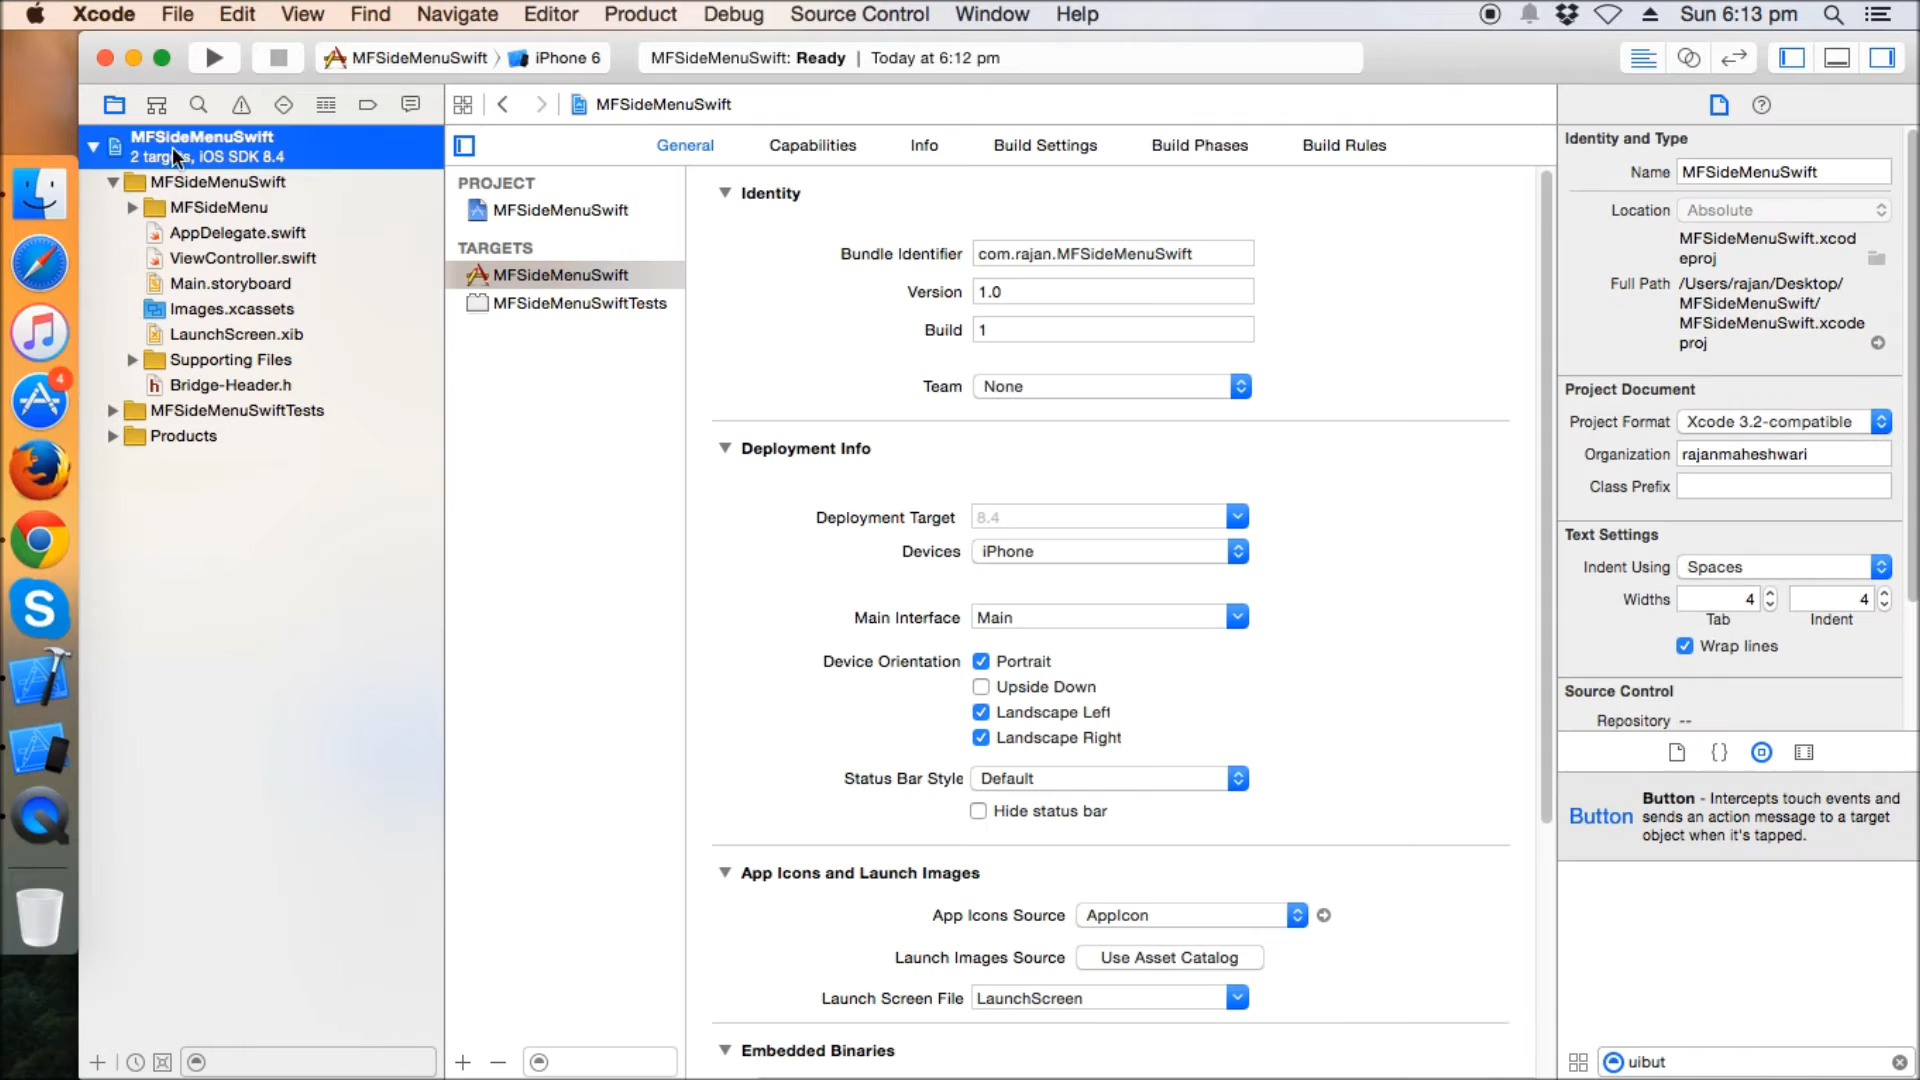 Xcode File Edit View Find Navigate Editor Product Debug Source Control Window Help Sun 6:13 pm
MFSideMenuSwift iPhone 6 MFSideMenuSwift: Ready | Today at 6:12 pm
MFSideMenuSwift
MFSideMenuSwift
2 targ s, iOS SDK 8.4
MFSideMenuSwift
MFSideMenu
AppDelegate.swift
ViewController.swift
Main.storyboard
Images.xcassets
LaunchScreen.xib
Supporting Files
Bridge-Header.h
MFSideMenuSwiftTests
Products
4
S
General Capabilities Info Build Settings Build Phases Build Rules
PROJECT
MFSideMenuSwift
TARGETS
MFSideMenuSwift
MFSideMenuSwiftTests
Identity
Bundle Identifier com.rajan.MFSideMenuSwift
Version 1.0
Build 1
Team None
Deployment Info
Deployment Target 8.4
Devices iPhone
Main Interface Main
Device Orientation Portrait
Upside Down
Landscape Left
Landscape Right
Status Bar Style Default
Hide status bar
App Icons and Launch Images
App Icons Source AppIcon
Launch Images Source Use Asset Catalog
Launch Screen File LaunchScreen
Embedded Binaries
Identity and Type
Name MFSideMenuSwift
Location Absolute
MFSideMenuSwift.xcod
eproj
Full Path /Users/rajan/Desktop/
MFSideMenuSwift/
MFSideMenuSwift.xcode
proj
Project Document
Project Format Xcode 3.2-compatible
Organization rajanmaheshwari
Class Prefix
Text Settings
Indent Using Spaces
Widths 4 4
Tab Indent
Wrap lines
Source Control
Repository --
Button Button - Intercepts touch events and
sends an action message to a target
object when it's tapped.
uibut